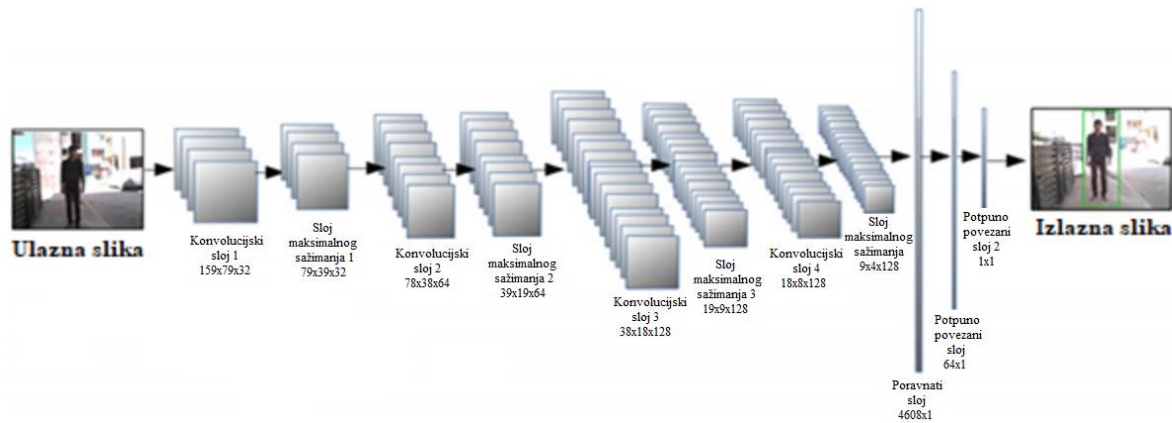 Ulazna slika
Konvolucijski
sloj 1
159x79x32
Sloj
maksimalnog
sažimanja 1
79x39x32
Konvolucijski
sloj 2
78x38x64
Sloj
maksimalnog
sažimanja 2
39x19x64
Konvolucijski
sloj 3
38x18x128
Sloj
maksimalnog
sažimanja 3
19x9x128
Konvolucijski
sloj 4
18x8x128
Sloj
maksimalnog
sažimanja
9x4x128
Poravnati
sloj
4608x1
Potpuno
povezani
sloj
64x1
Potpuno
povezani
sloj 2
1x1
Izlazna slika